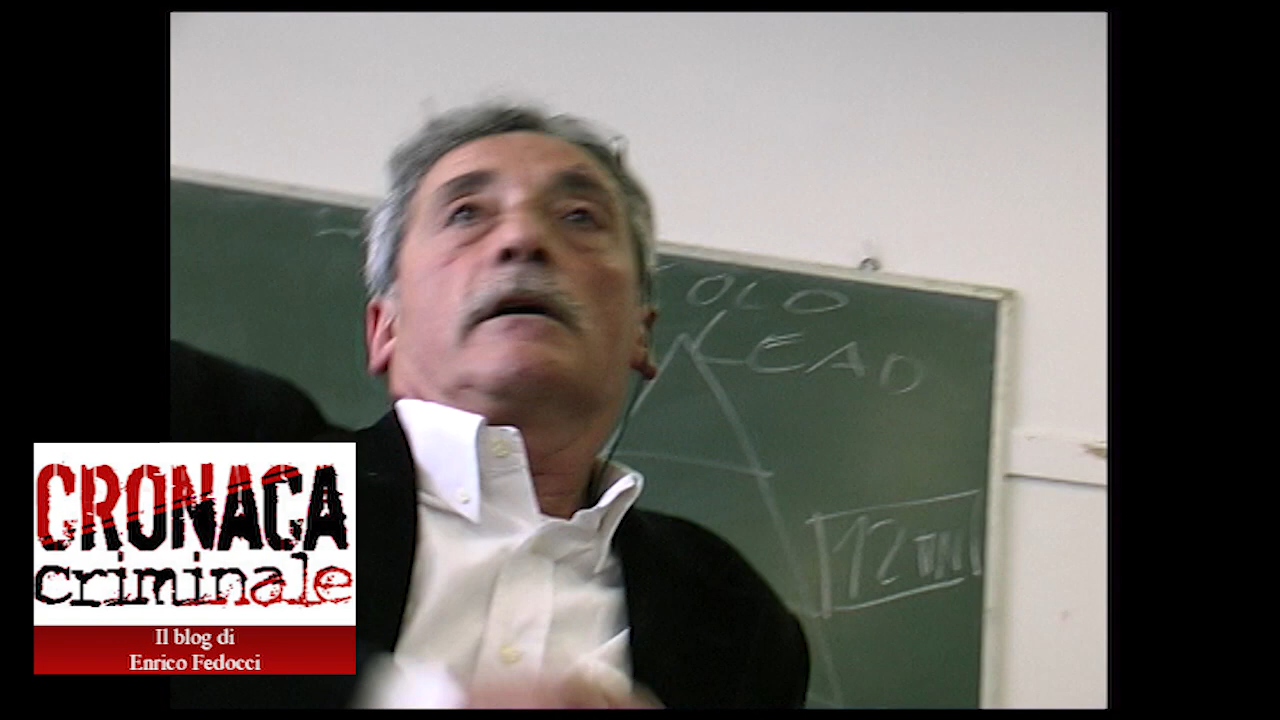 OLO
LEAD
12
CRONACA
criminale
Il blog di
Enrico Fedocci